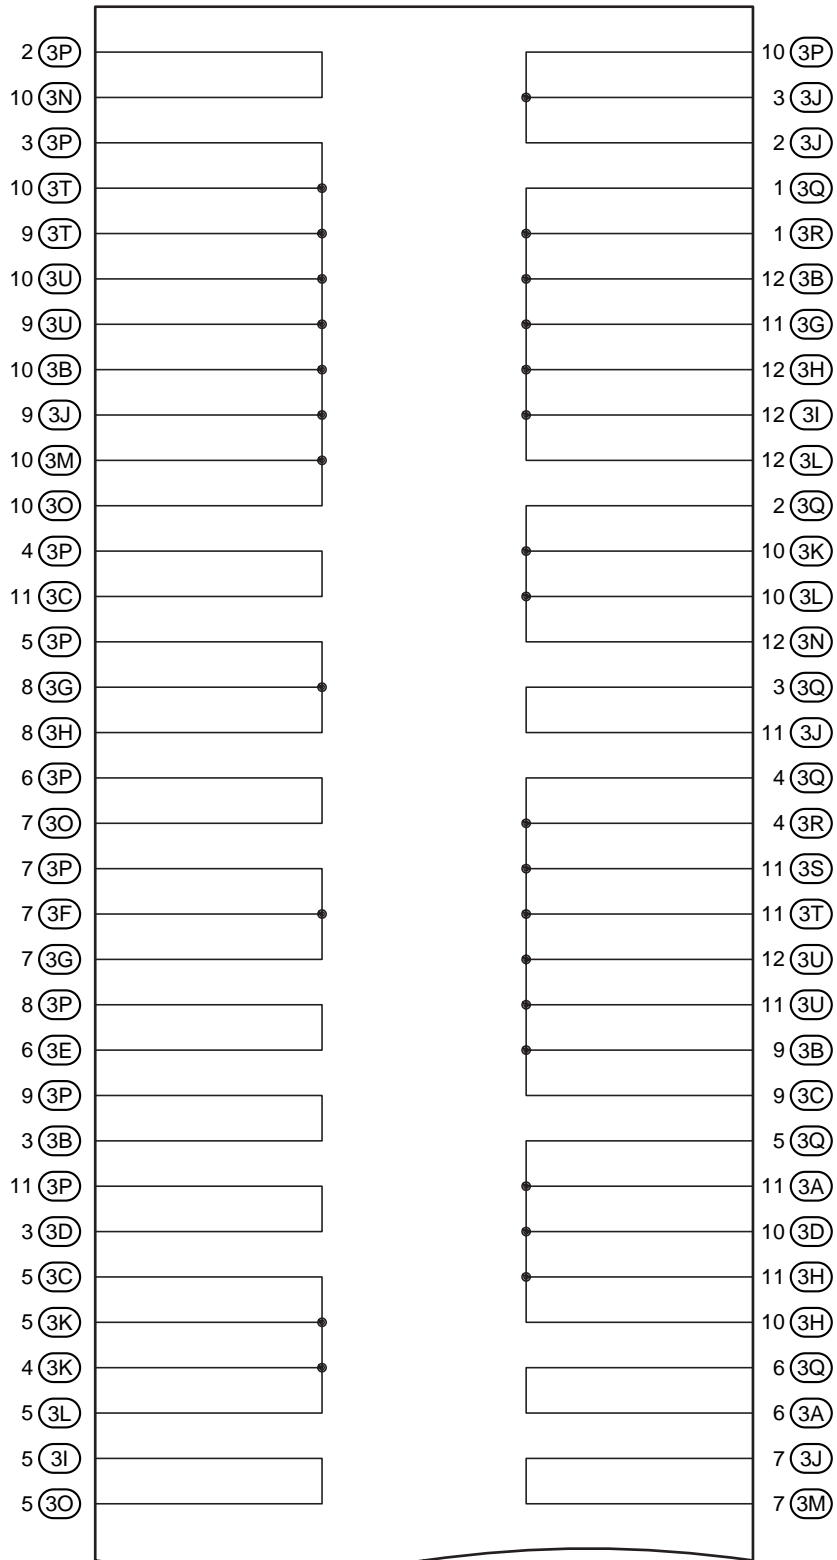 2 3P
10 3N
3 3P
10 3T
9 3T
10 3U
9 3U
10 3B
9 3J
10 3M
10 3O
4 3P
11 3C
5 3P
8 3G
8 3H
6 3P
7 3O
7 3P
7 3F
7 3G
8 3P
6 3E
9 3P
3 3B
11 3P
3 3D
5 3C
5 3K
4 3K
5 3L
5 3I
5 3O
10 3P
3 3J
2 3J
1 3Q
1 3R
12 3B
11 3G
12 3H
12 3I
12 3L
2 3Q
10 3K
10 3L
12 3N
3 3Q
11 3J
4 3Q
4 3R
11 3S
11 3T
12 3U
11 3U
9 3B
9 3C
5 3Q
11 3A
10 3D
11 3H
10 3H
6 3Q
6 3A
7 3J
7 3M